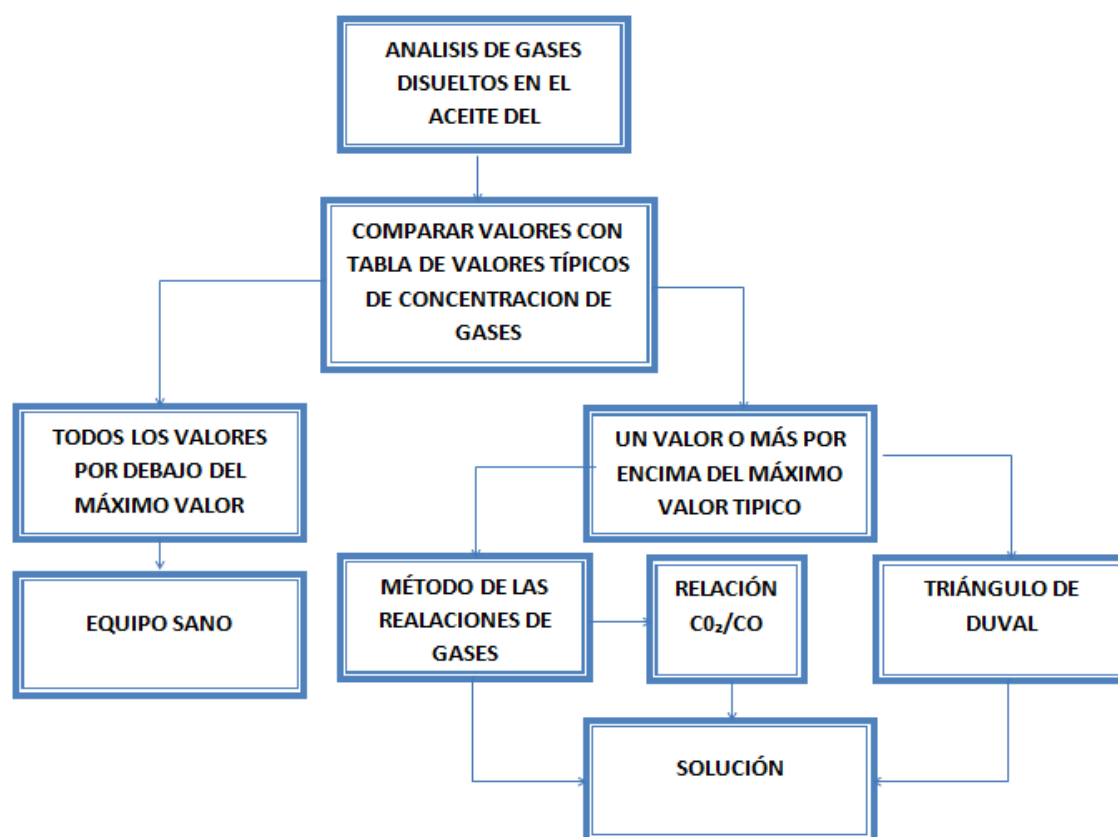 ANALISIS DE GASES
DISUELTOS EN EL
ACEITE DEL
COMPARAR VALORES CON
TABLA DE VALORES TÍPICOS
DE CONCENTRACION DE
GASES
TODOS LOS VALORES
POR DEBAJO DEL
MÁXIMO VALOR
UN VALOR O MÁS POR
ENCIMA DEL MÁXIMO
VALOR TIPICO
EQUIPO SANO
MÉTODO DE LAS
REALACIONES DE
GASES
RELACIÓN
C0₂/CO
TRIÁNGULO DE
DUVAL
SOLUCIÓN